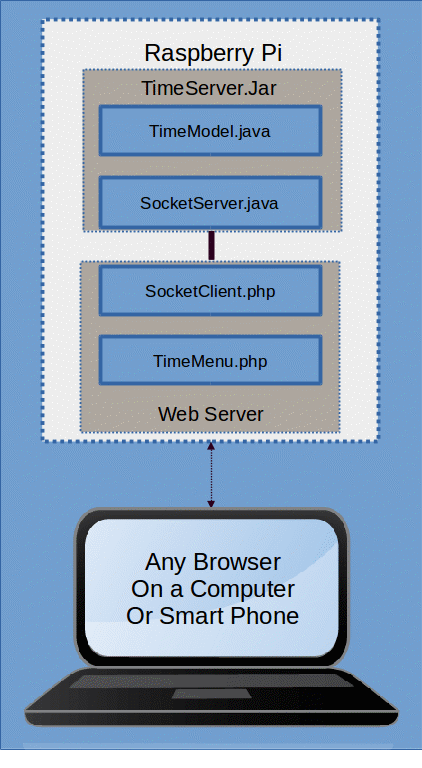 Raspberry Pi
TimeServer.Jar
TimeModel.java
SocketServer.java
SocketClient.php
TimeMenu.php
Web Server
Any Browser
On a Computer
Or Smart Phone